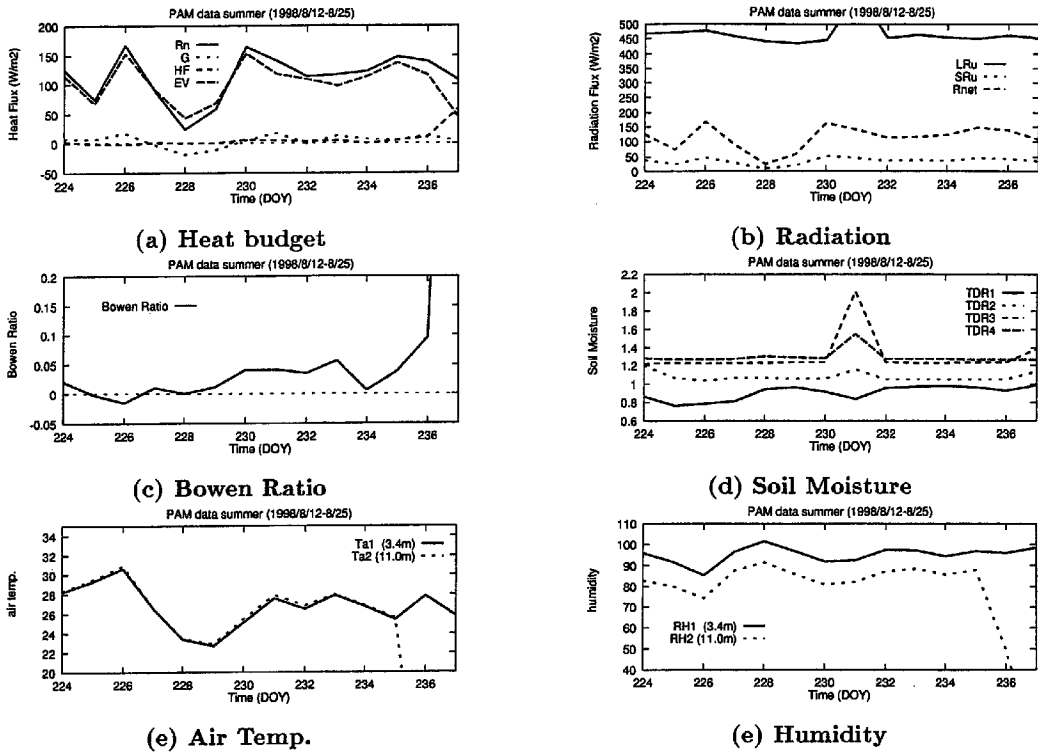 PAM data summer (1998/8/12-8/25)
Heat Flux (W/m2)
200
150
100
50
0
-50
Rn
G
HF
EV
224 226 228 230 232 234 236
Time (DOY)
(a) Heat budget
PAM data summer (1998/8/12-8/25)
Radiation Flux (W/m2)
500
450
400
350
300
250
200
150
100
50
0
LRu
SRu
Rnet
224 226 228 230 232 234 236
Time (DOY)
(b) Radiation
PAM data summer (1998/8/12-8/25)
Bowen Ratio
0.2
0.15
0.1
0.05
0
-0.05
Bowen Ratio
224 226 228 230 232 234 236
Time (DOY)
(c) Bowen Ratio
PAM data summer (1998/8/12-8/25)
Soil Moisture
2.2
2
1.8
1.6
1.4
1.2
1
0.8
0.6
TDR1
TDR2
TDR3
TDR4
224 226 228 230 232 234 236
Time (DOY)
(d) Soil Moisture
PAM data summer (1998/8/12-8/25)
air temp.
34
32
30
28
26
24
22
20
Ta1 (3.4m)
Ta2 (11.0m)
224 226 228 230 232 234 236
Time (DOY)
(e) Air Temp.
PAM data summer (1998/8/12-8/25)
humidity
110
100
90
80
70
60
50
40
RH1 (3.4m)
RH2 (11.0m)
224 226 228 230 232 234 236
Time (DOY)
(e) Humidity